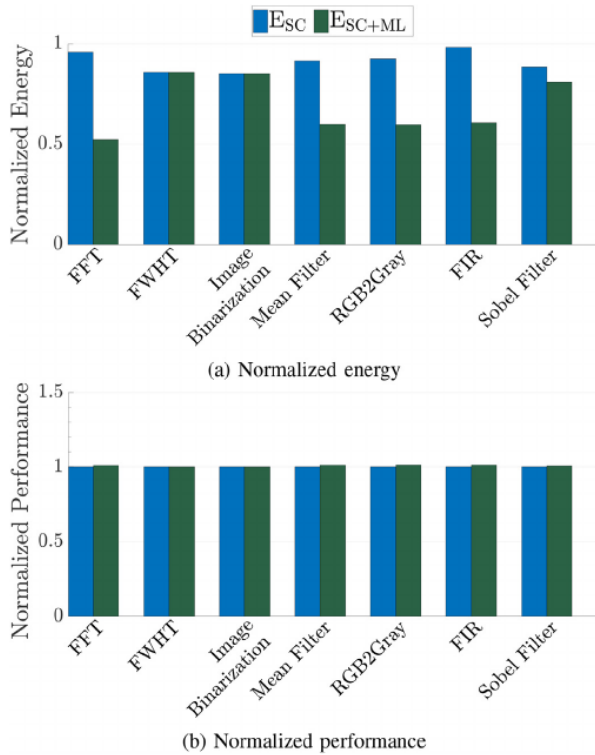 E_SC E_SC+ML
Normalized Energy
1
0.5
0
FFT
FWHT
Image
Binarization
Mean Filter
RGB2Gray
FIR
Sobel Filter
(a) Normalized energy
Normalized Performance
1.5
1
0.5
0
FFT
FWHT
Image
Binarization
Mean Filter
RGB2Gray
FIR
Sobel Filter
(b) Normalized performance